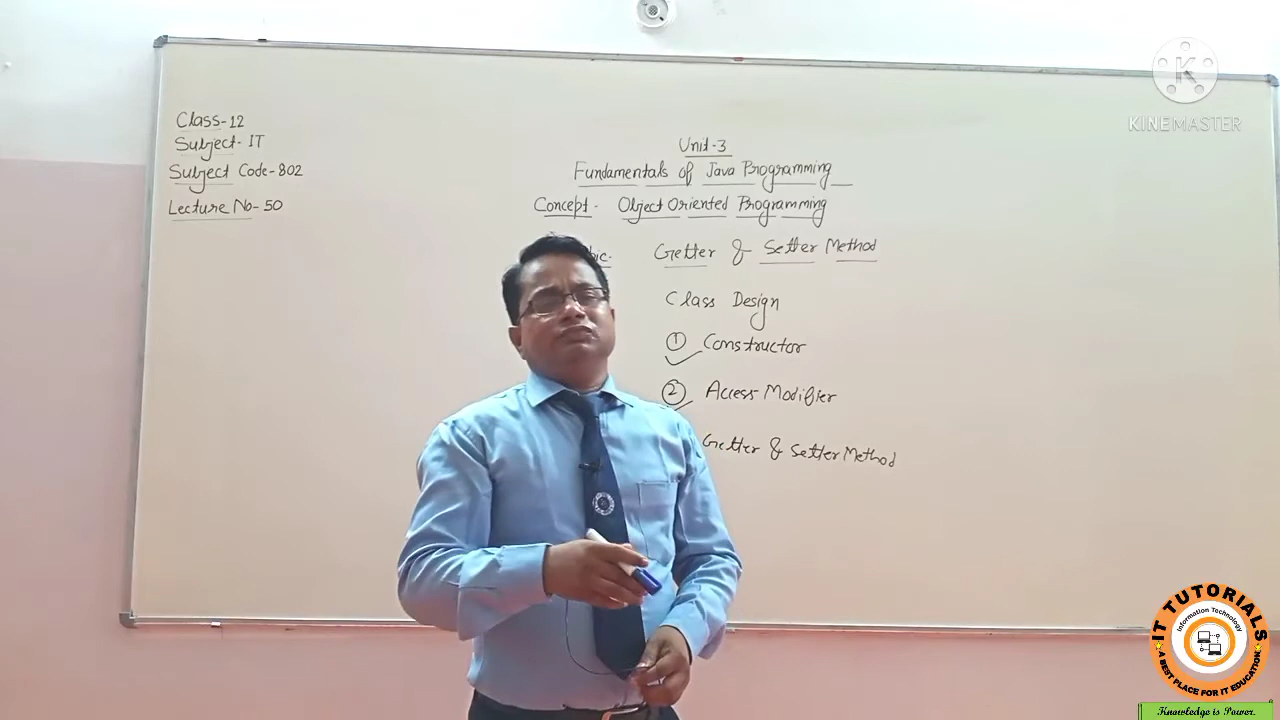 Class-12
Subject- IT
Subject Code-802
Lecture No-50
Unit-3
Fundamentals of Java Programming
Concept- Object Oriented Programming
Getter & Setter Method
Class Design
1 Constructor
2 Access Modifier
Getter & Setter Method
K
KINEMASTER
IT TUTORIALS
Information Technology
A BEST PLACE FOR IT EDUCATION
Knowledge is Power.